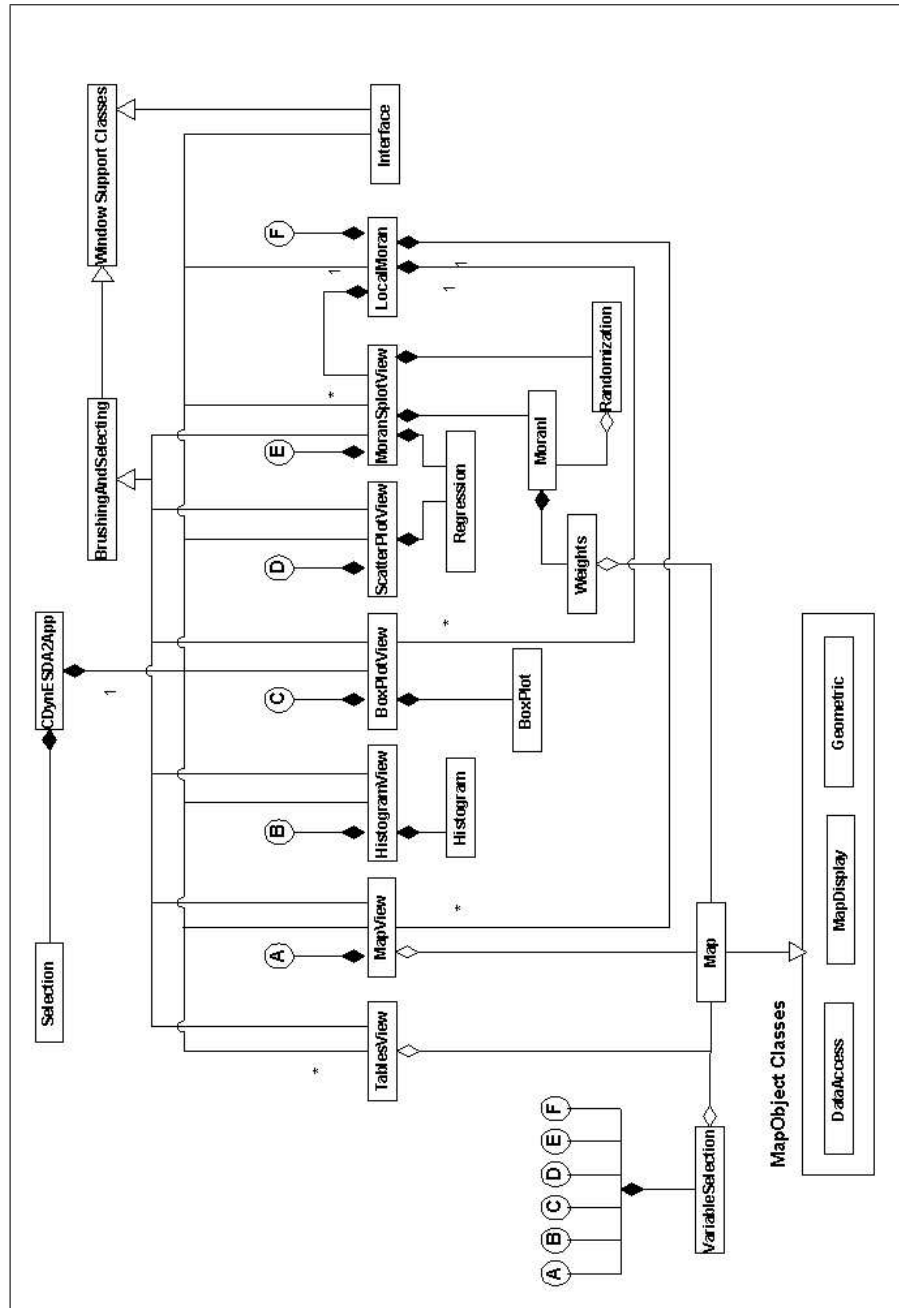 Selection
CDynESDA2App
BrushingAndSelecting
Window Support Classes
1
A
B
C
D
E
F
*
TablesView
MapView
HistogramView
BoxPlotView
ScatterPlotView
MoranSplotView
*
LocalMoran
1
Interface
*
*
1
1
Histogram
BoxPlot
Regression
MoranI
Weights
Randomization
A
B
C
D
E
F
VariableSelection
Map
MapObject Classes
DataAccess
MapDisplay
Geometric